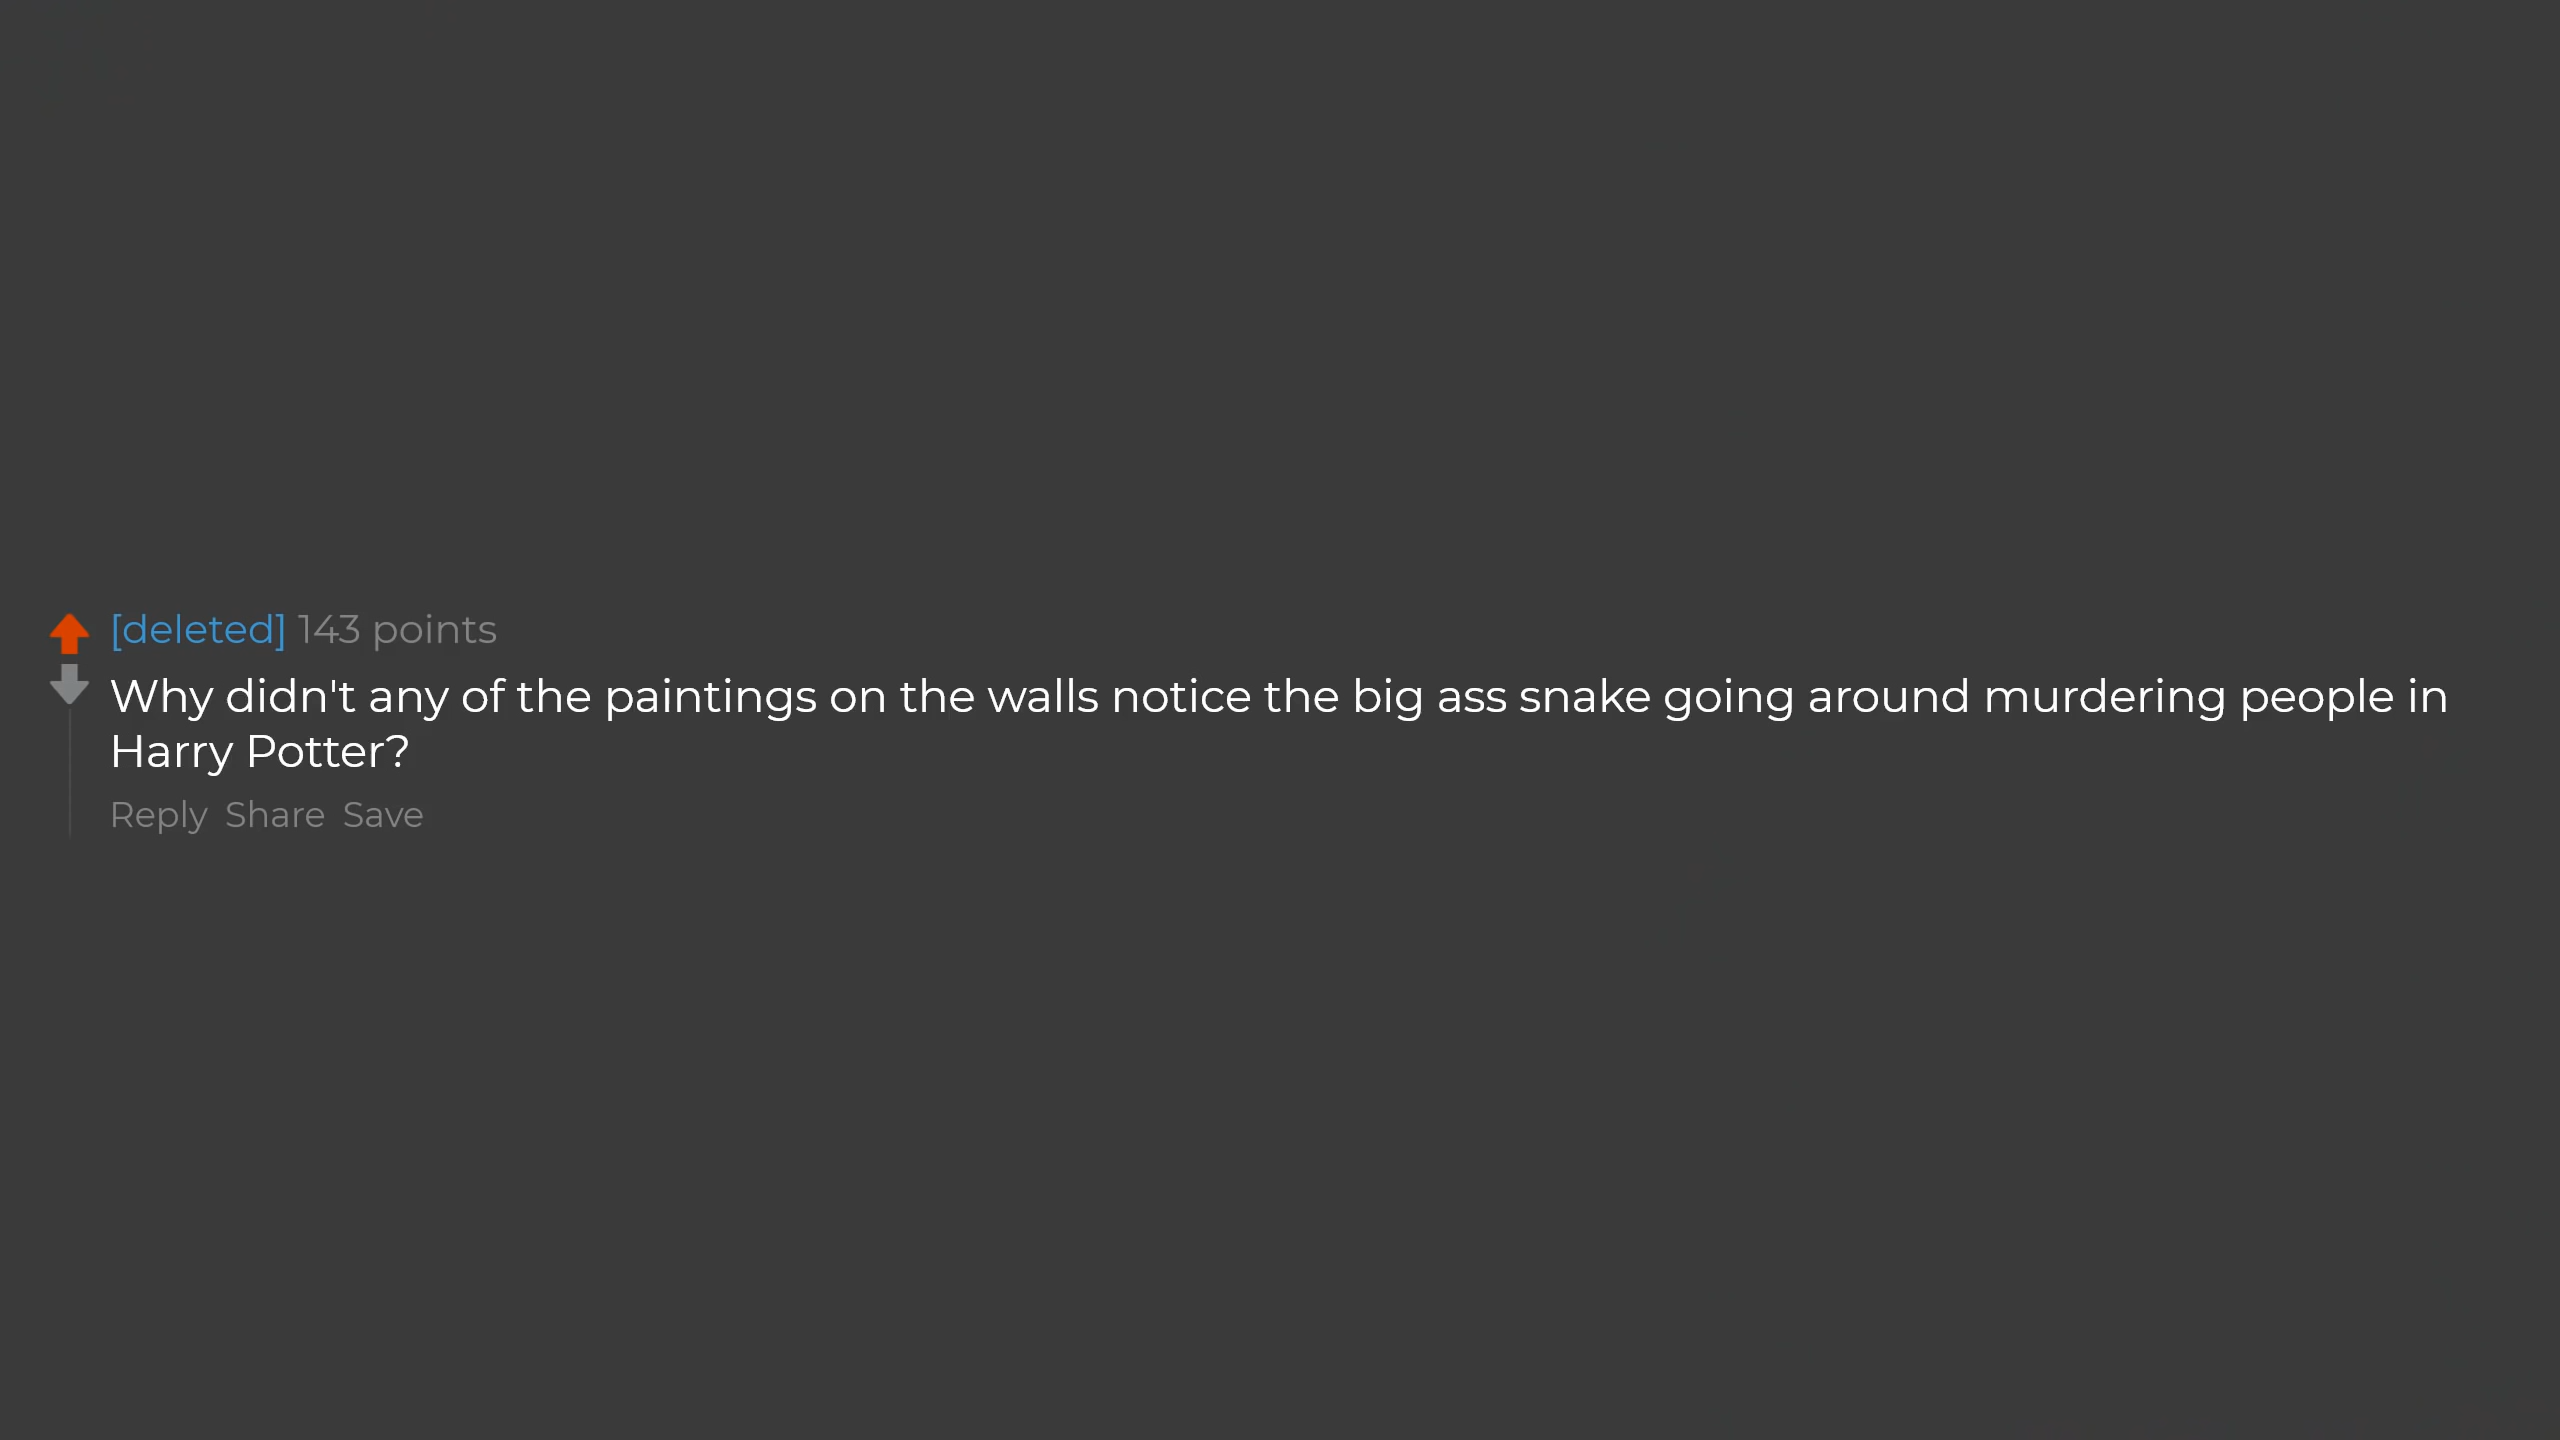 [deleted] 143 points
Why didn't any of the paintings on the walls notice the big ass snake going around murdering people in
Harry Potter?
Reply Share Save